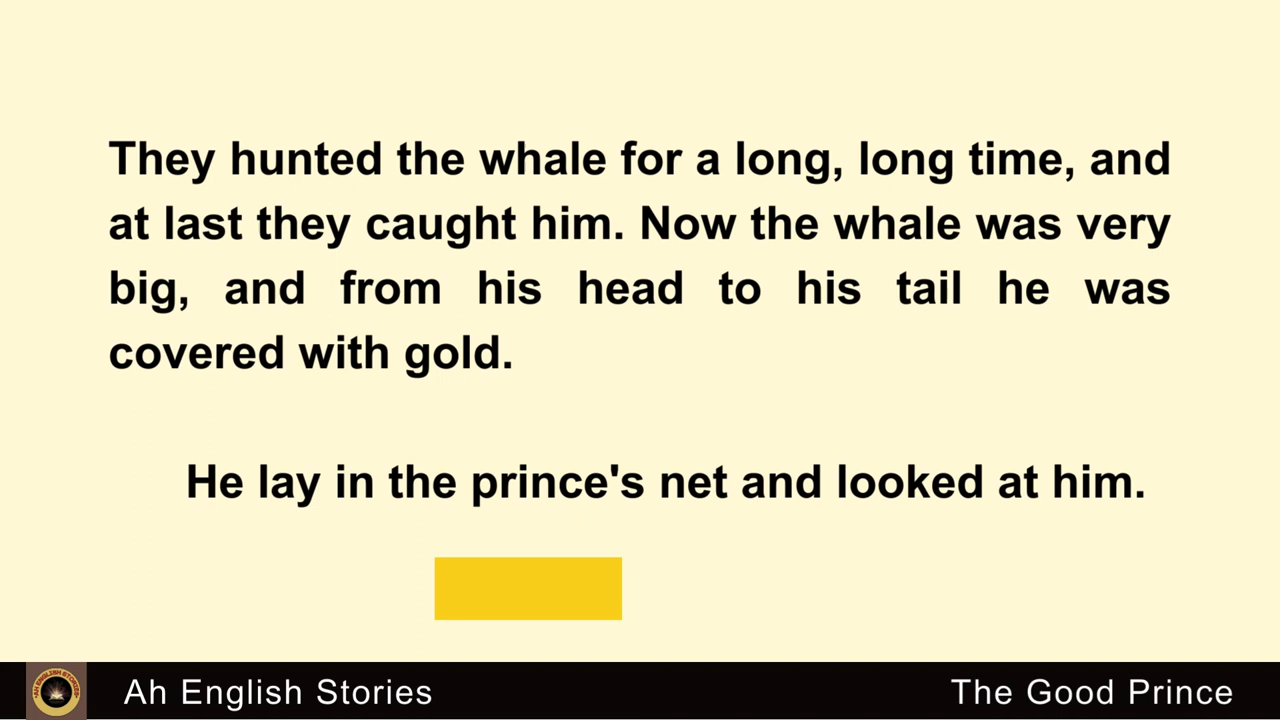 They hunted the whale for a long, long time, and
at last they caught him. Now the whale was very
big, and from his head to his tail he was
covered with gold.
He lay in the prince's net and looked at him.
Ah English Stories
The Good Prince